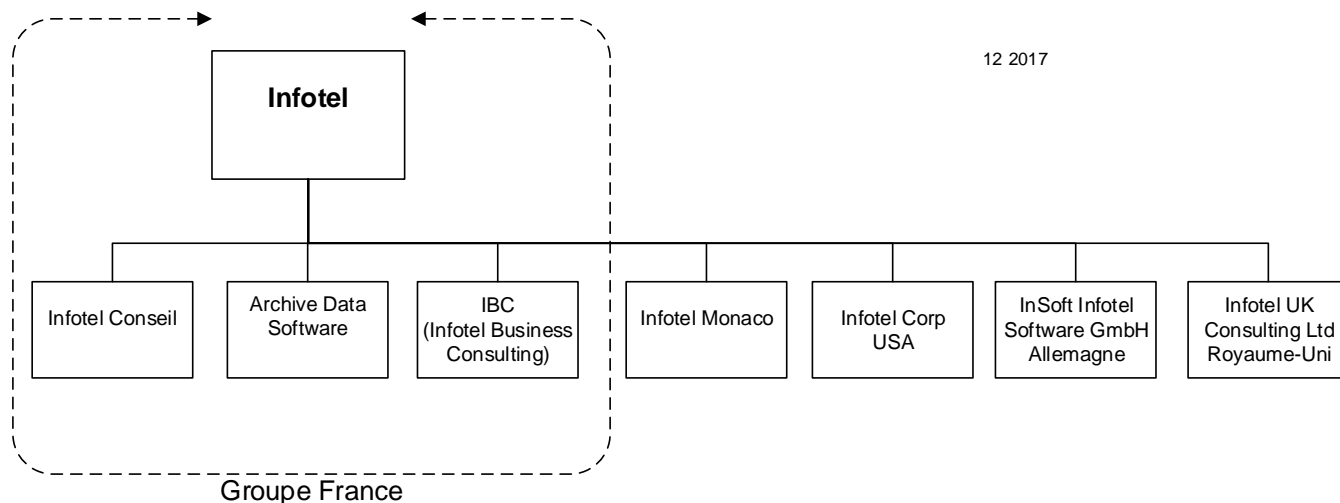 12 2017
Infotel
Infotel Conseil
Archive Data
Software
IBC
(Infotel Business
Consulting)
Infotel Monaco
Infotel Corp
USA
InSoft Infotel
Software GmbH
Allemagne
Infotel UK
Consulting Ltd
Royaume-Uni
Groupe France